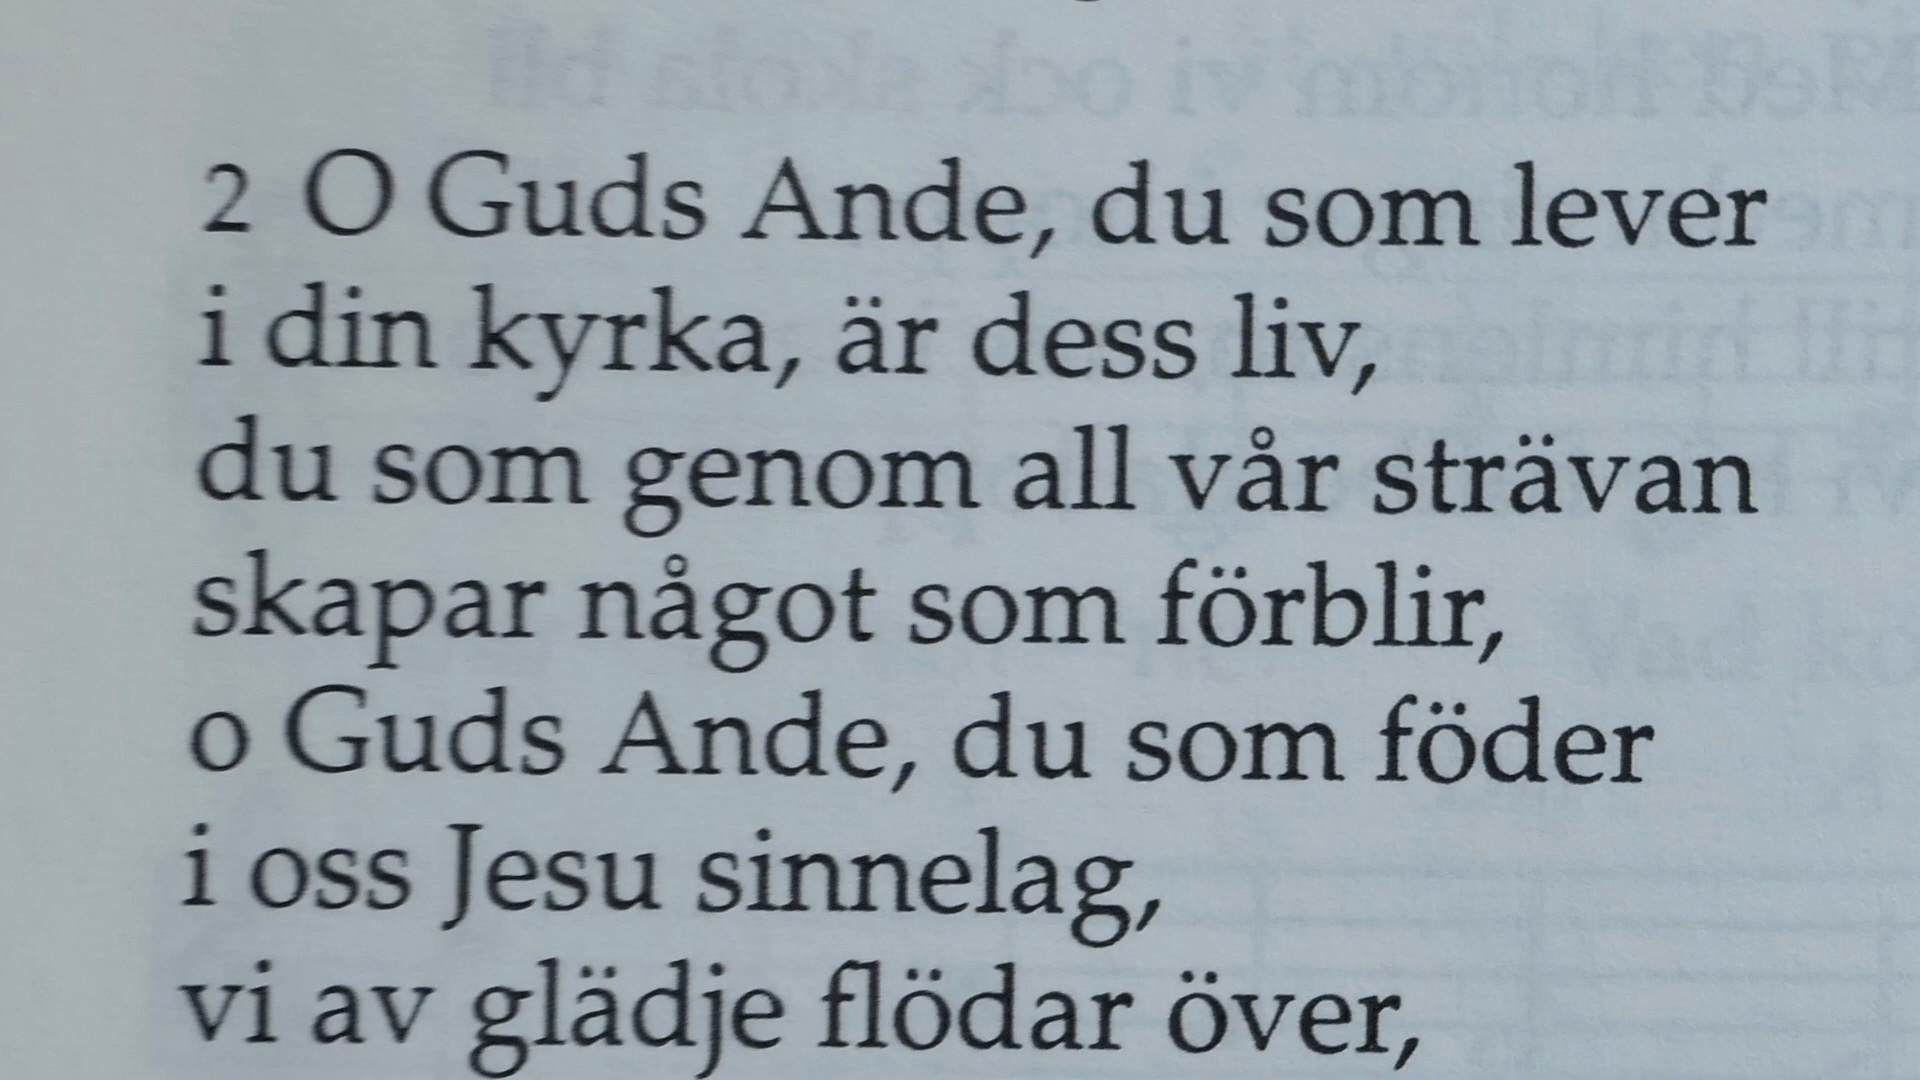 2 O Guds Ande, du som lever
i din kyrka, är dess liv,
du som genom all vår strävan
skapar något som förblir,
o Guds Ande, du som föder
i oss Jesu sinnelag,
vi av glädje flödar över,